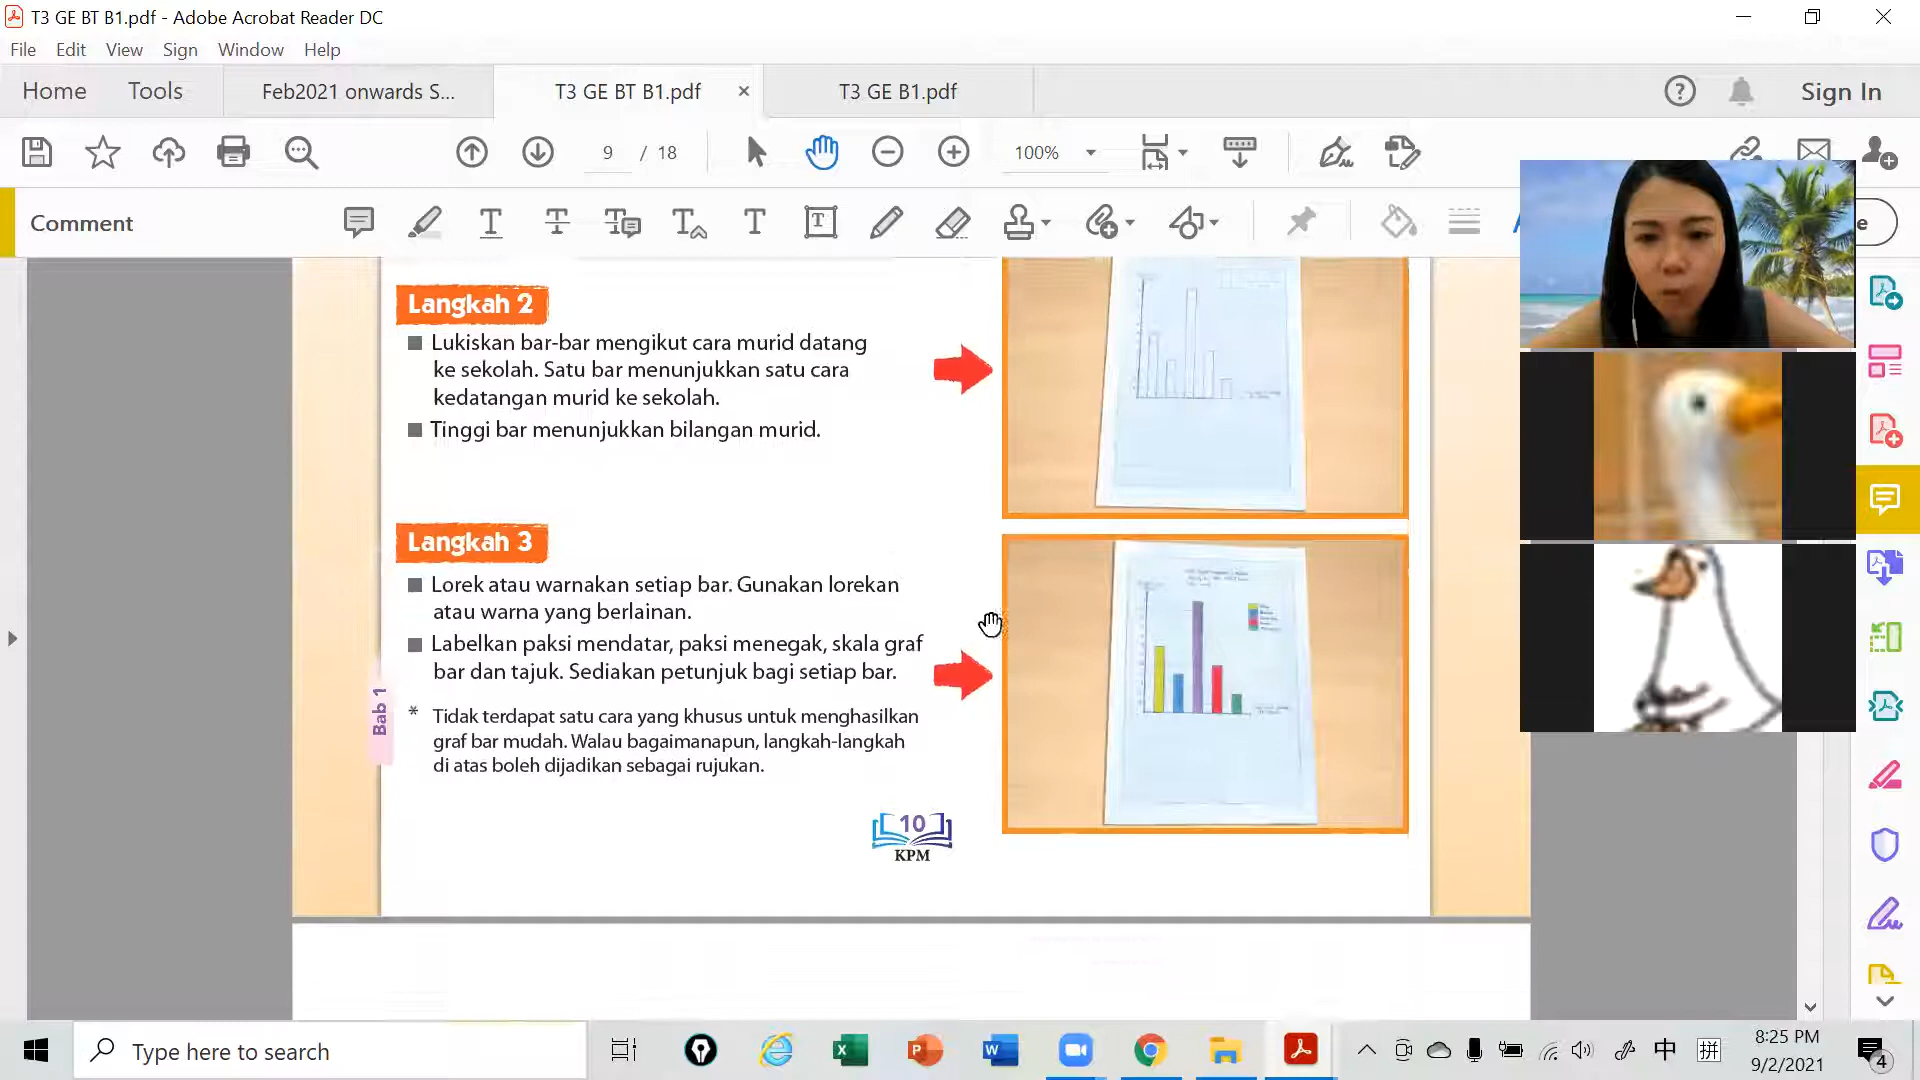 T3 GE BT B1.pdf - Adobe Acrobat Reader DC
File Edit View Sign Window Help
Home Tools Feb2021 onwards S... T3 GE BT B1.pdf × T3 GE B1.pdf Sign In
9 / 18 100%
Comment
e
Langkah 2
Lukiskan bar-bar mengikut cara murid datang
ke sekolah. Satu bar menunjukkan satu cara
kedatangan murid ke sekolah.
Tinggi bar menunjukkan bilangan murid.
Langkah 3
Lorek atau warnakan setiap bar. Gunakan lorekan
atau warna yang berlainan.
Labelkan paksi mendatar, paksi menegak, skala graf
bar dan tajuk. Sediakan petunjuk bagi setiap bar.
* Tidak terdapat satu cara yang khusus untuk menghasilkan
graf bar mudah. Walau bagaimanapun, langkah-langkah
di atas boleh dijadikan sebagai rujukan.
Bab 1
10
KPM
Type here to search
中 拼
8:25 PM
9/2/2021
4